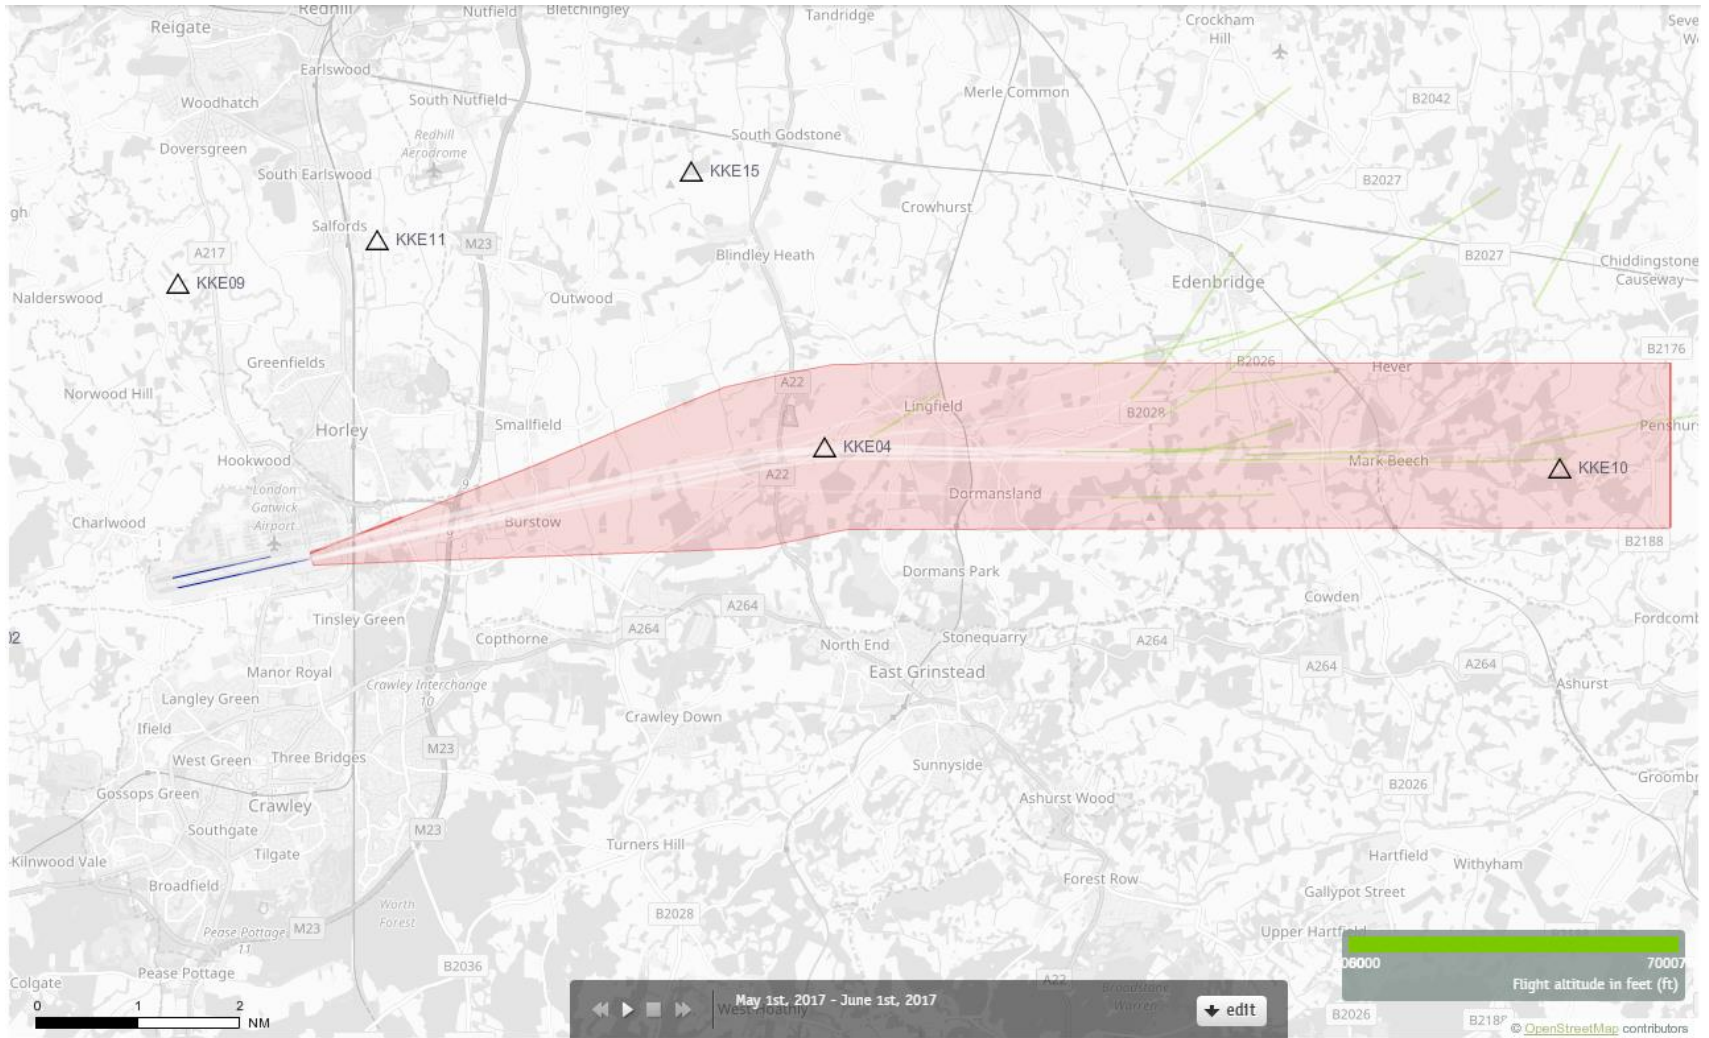 Redhill
Nutfield
Bletchingley
Tandridge
Crockham
Hill
Reigate
Earlswood
Merle Common
Woodhatch
South Nutfield
B2042
Redhill
Aerodrome
South Godstone
Doversgreen
South Earlswood
KKE15
B2027
Crowhurst
Salfords
KKE11
M23
A217
Blindley Heath
B2027
Chiddingstone
Causeway
KKE09
Edenbridge
Nalderswood
Outwood
B2176
Greenfields
B2026
Hever
A22
Norwood Hill
Lingfield
B2028
Smallfield
Horley
KKE04
Hookwood
A22
Mark Beech
KKE10
9
London
Gatwick
Airport
Dormansland
Charlwood
Burstow
B2188
Dormans Park
Cowden
A264
Tinsley Green
A264
Copthorne
North End
Stonequarry
A264
A264
A264
Manor Royal
East Grinstead
Crawley Interchange
10
Ashurst
Langley Green
Crawley Down
Ifield
M23
West Green
Three Bridges
Sunnyside
Gossops Green
B2026
Crawley
Ashurst Wood
Southgate
M23
Turners Hill
Tilgate
Kilnwood Vale
Hartfield
Withyham
Broadfield
Forest Row
Gallypot Street
Worth
Forest
B2028
Pease Pottage
11
M23
Upper Hartfield
B2036
Pease Pottage
Colgate
A22
Broadstone
Warren
West Hoathly
May 1st, 2017 - June 1st, 2017
edit
Flight altitude in feet (ft)
0 1 2
NM
B2026
© OpenStreetMap contributors